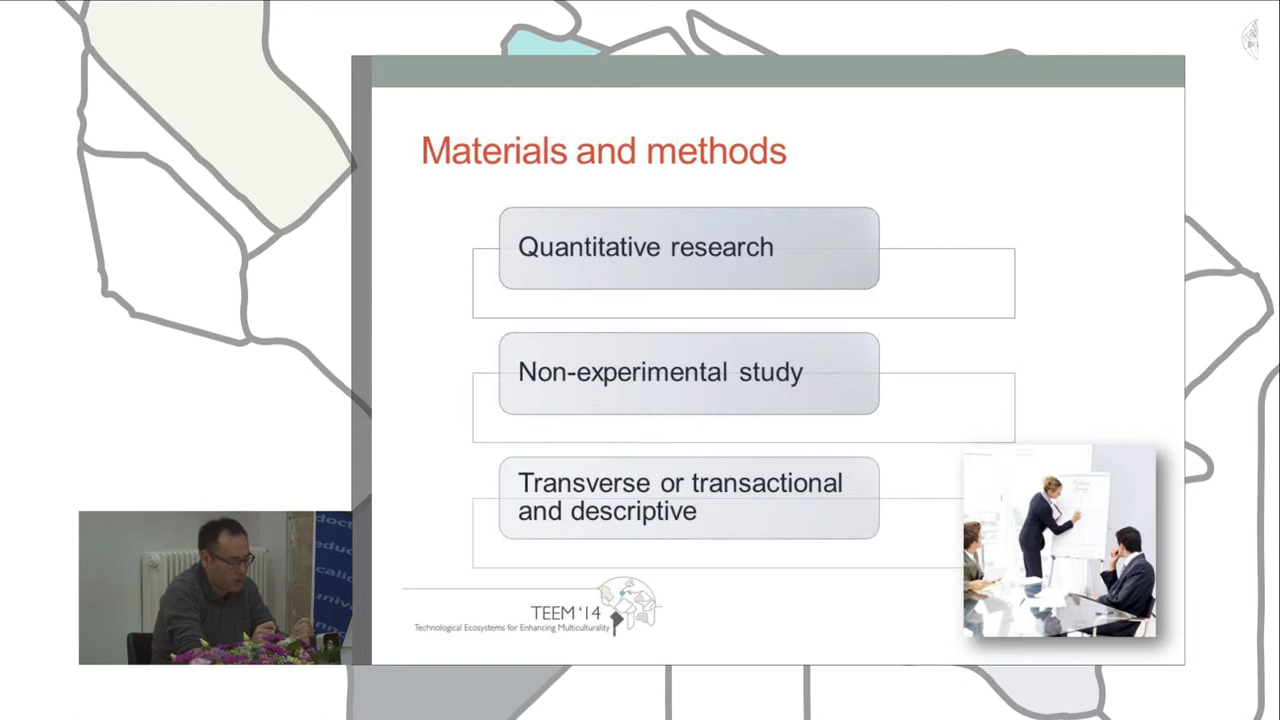 Materials and methods
Quantitative research
Non-experimental study
Transverse or transactional
and descriptive
TEEM '14
Technological Ecosystems for Enhancing Multiculturality